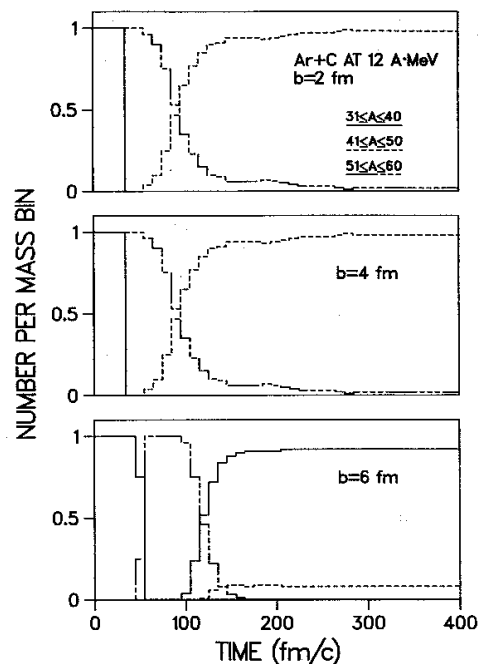 Ar+C AT 12 A·MeV
b=2 fm
31≤A≤40
41≤A≤50
51≤A≤60
1
0.5
0
NUMBER PER MASS BIN
b=4 fm
1
0.5
0
b=6 fm
1
0.5
0
0 100 200 300 400
TIME (fm/c)